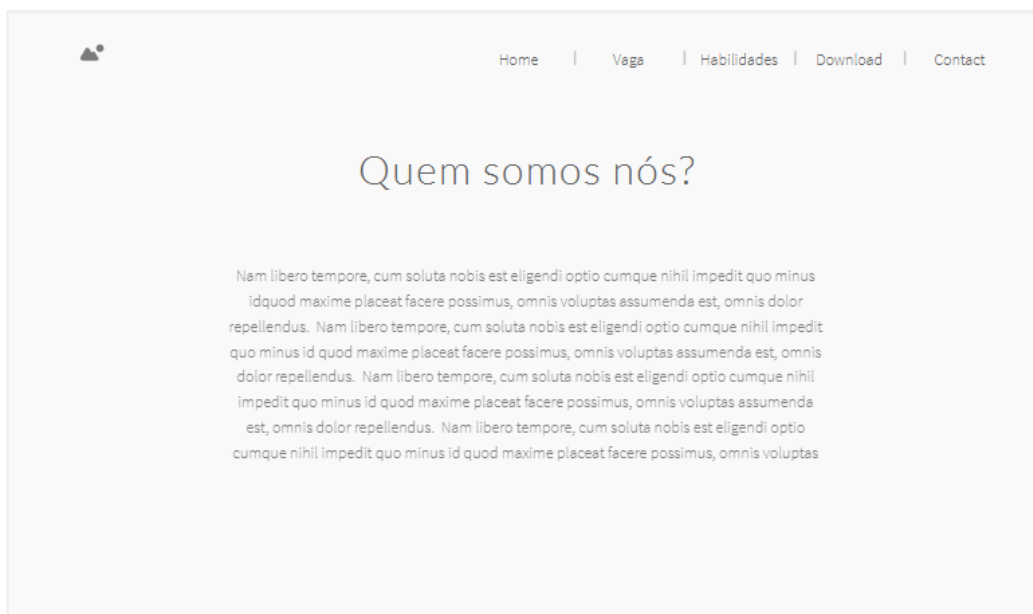 Home | Vaga | Habilidades | Download | Contact
Quem somos nós?
Nam libero tempore, cum soluta nobis est eligendi optio cumque nihil impedit quo minus
idquod maxime placeat facere possimus, omnis voluptas assumenda est, omnis dolor
repellendus. Nam libero tempore, cum soluta nobis est eligendi optio cumque nihil impedit
quo minus id quod maxime placeat facere possimus, omnis voluptas assumenda est, omnis
dolor repellendus. Nam libero tempore, cum soluta nobis est eligendi optio cumque nihil
impedit quo minus id quod maxime placeat facere possimus, omnis voluptas assumenda
est, omnis dolor repellendus. Nam libero tempore, cum soluta nobis est eligendi optio
cumque nihil impedit quo minus id quod maxime placeat facere possimus, omnis voluptas